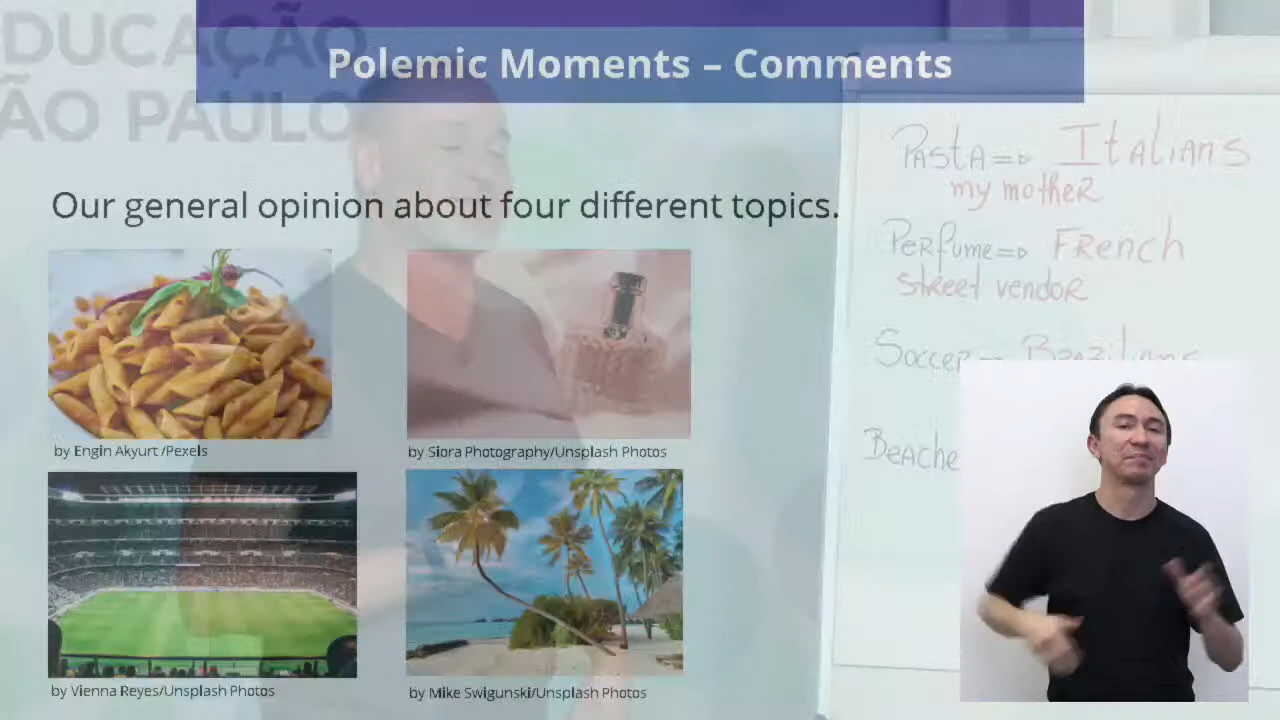 DUCAÇÃO
ÃO PAULO
Polemic Moments – Comments
Our general opinion about four different topics.
by Engin Akyurt /Pexels
by Siora Photography/Unsplash Photos
by Vienna Reyes/Unsplash Photos
by Mike Swigunski/Unsplash Photos
Pasta => Italians
my mother
Perfume => French
street vendor
Soccer – Brazilians
Beache